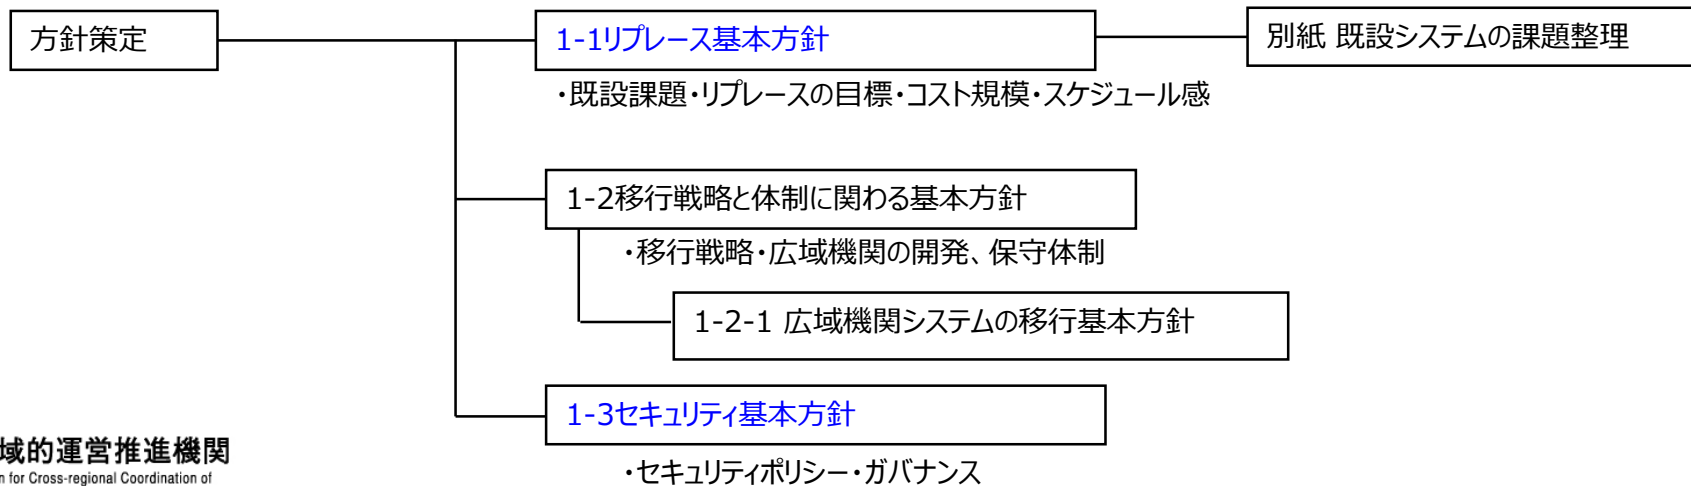 方針策定
1-1リプレース基本方針
別紙 既設システムの課題整理
・既設課題・リプレースの目標・コスト規模・スケジュール感
1-2移行戦略と体制に関わる基本方針
・移行戦略・広域機関の開発、保守体制
1-2-1 広域機関システムの移行基本方針
1-3セキュリティ基本方針
・セキュリティポリシー・ガバナンス
域的運営推進機関
n for Cross-regional Coordination of